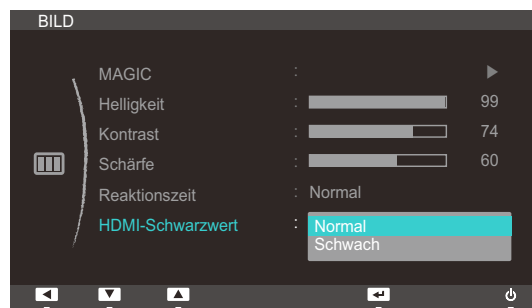 BILD
MAGIC :
Helligkeit : 99
Kontrast : 74
Schärfe : 60
Reaktionszeit : Normal
HDMI-Schwarzwert : Normal
Schwach